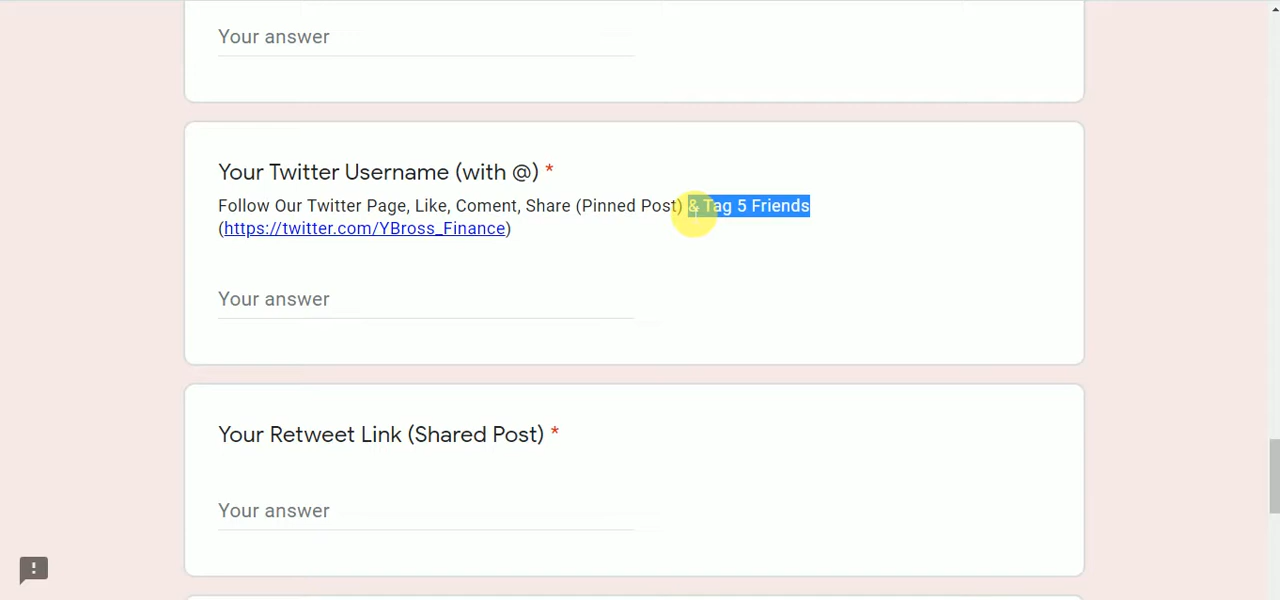 Your answer
Your Twitter Username (with @) *
Follow Our Twitter Page, Like, Coment, Share (Pinned Post) & Tag 5 Friends
(https://twitter.com/YBross_Finance)
Your answer
Your Retweet Link (Shared Post) *
Your answer